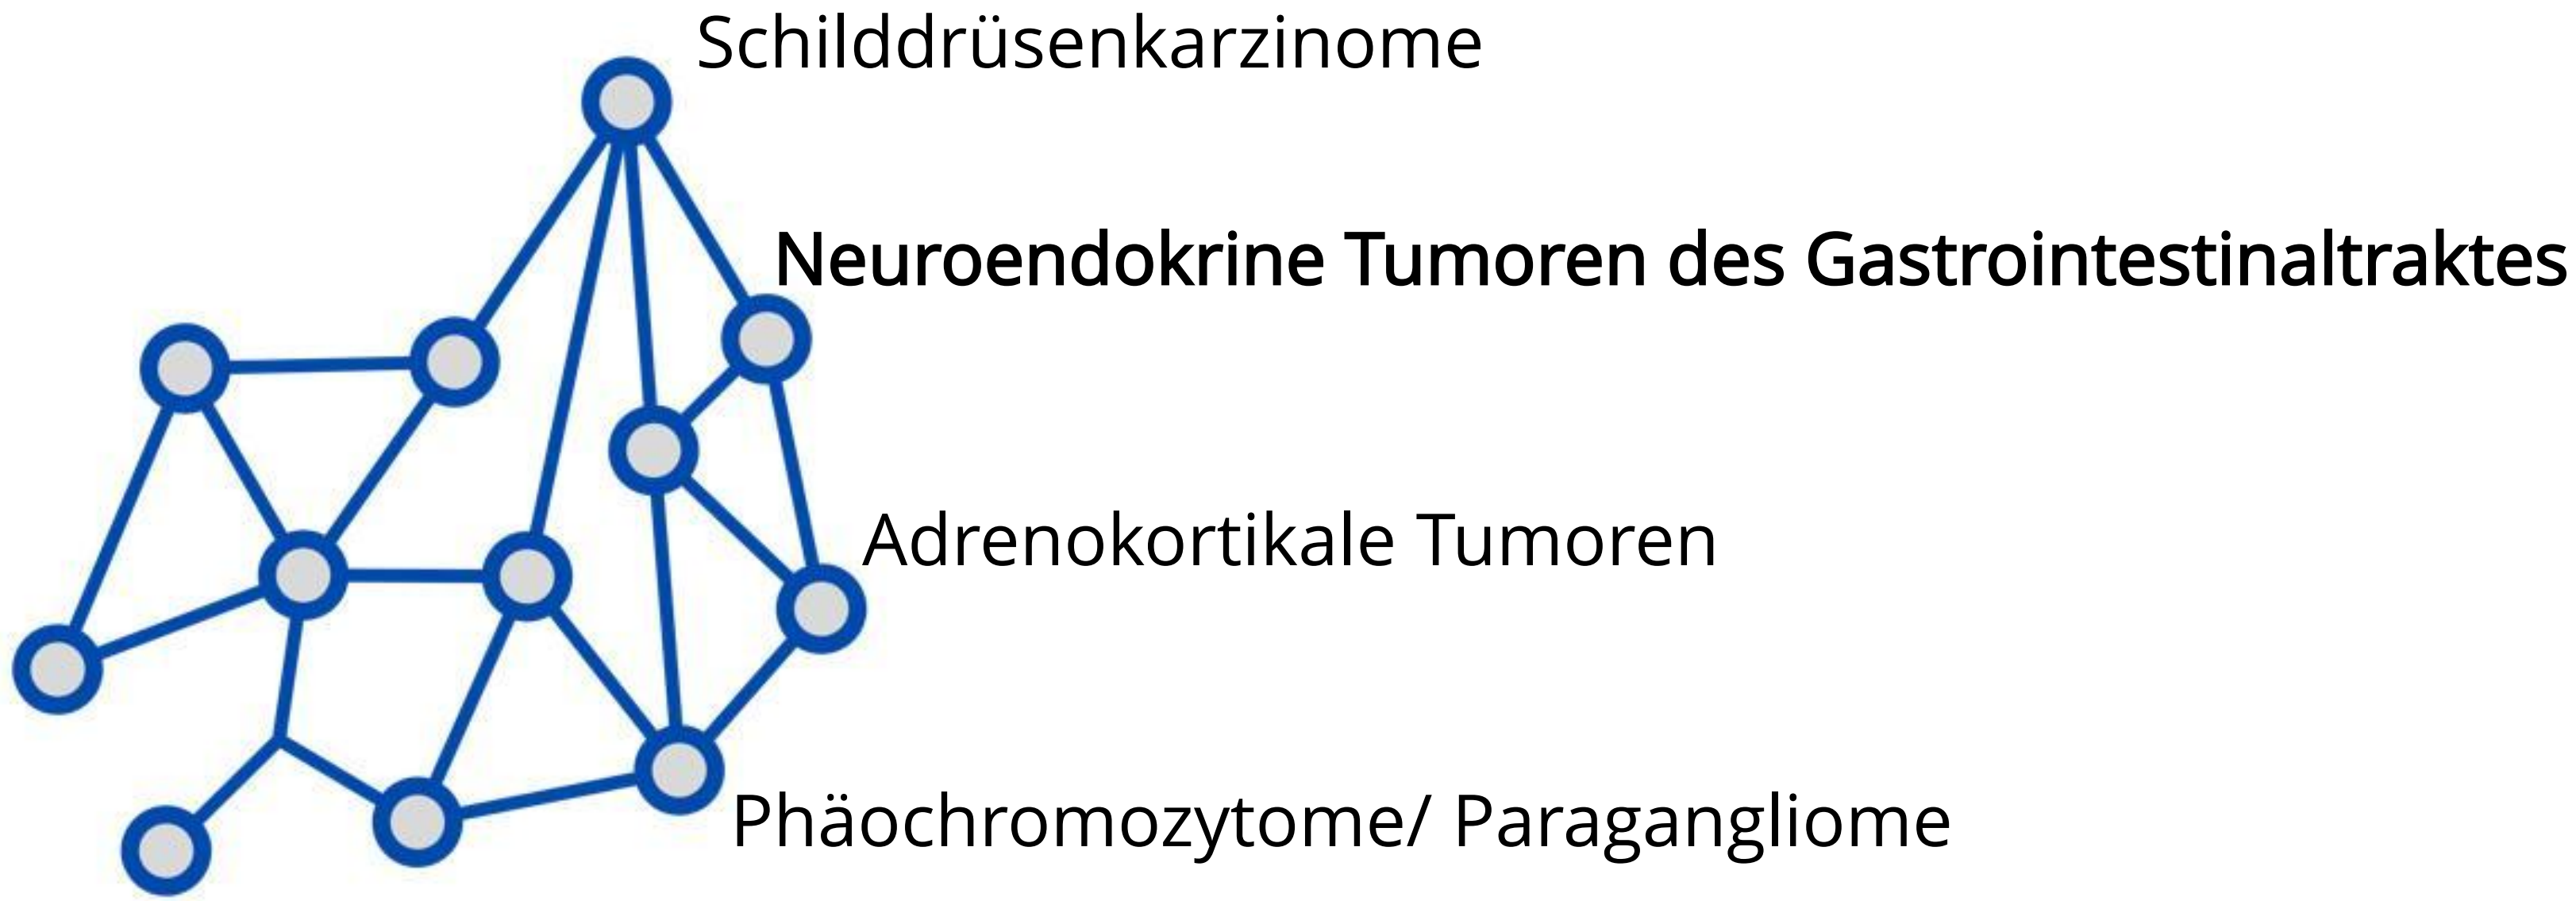 Schilddrüsenkarzinome
Neuroendokrine Tumoren des Gastrointestinaltraktes
Adrenokortikale Tumoren
Phäochromozytome/ Paragangliome